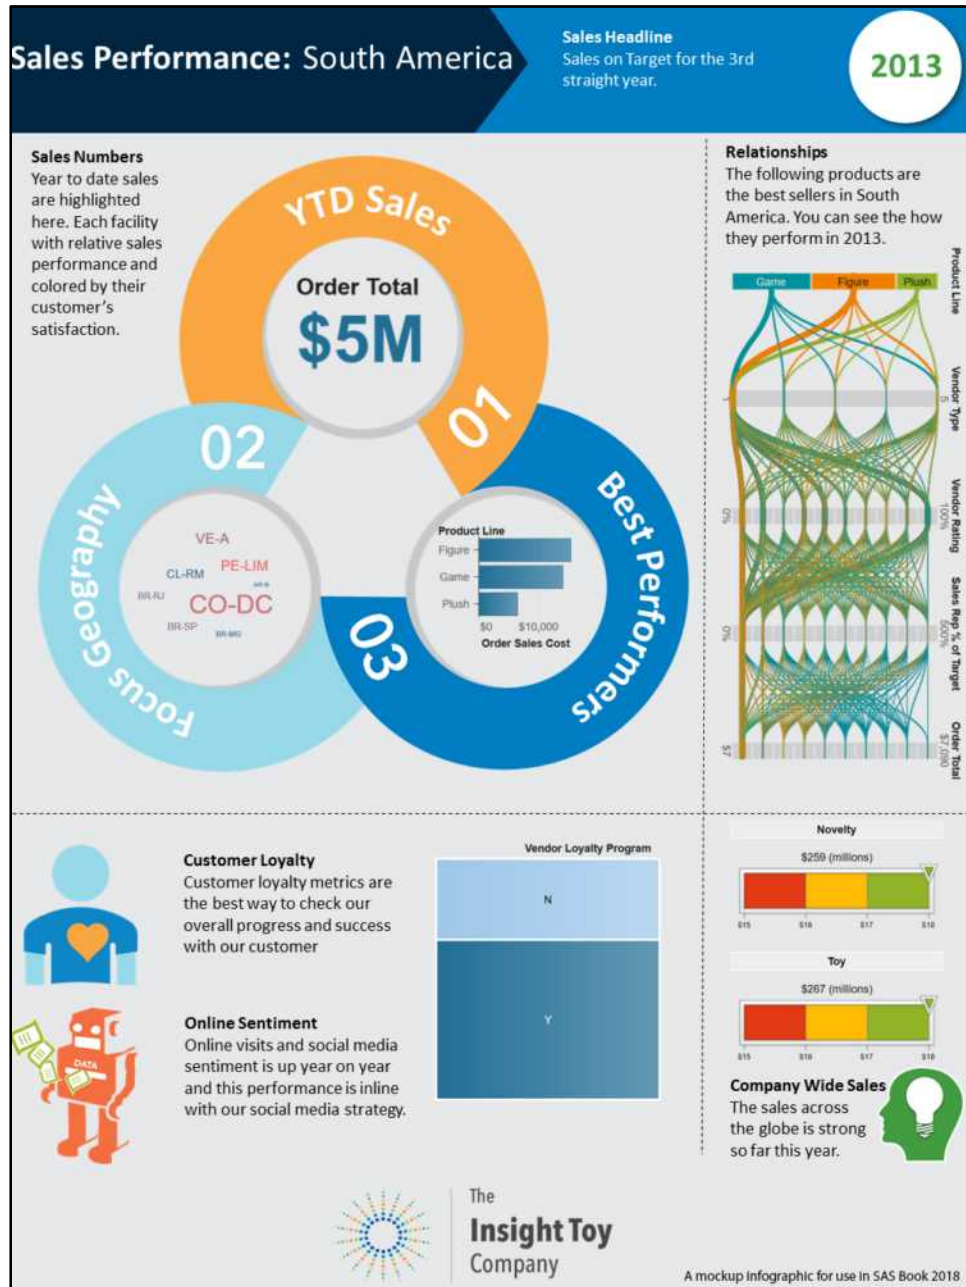 Sales Performance: South America
Sales Headline
Sales on Target for the 3rd
straight year.
2013
Sales Numbers
Year to date sales
are highlighted
here. Each facility
with relative sales
performance and
colored by their
customer's
satisfaction.
YTD Sales
Order Total
$5M
01
02
Focus Geography
VE-A
CL-RM
PE-LIM
BR-RJ
CO-DC
BR-SP
BR-MG
03
Best Performers
Product Line
Figure
Game
Plush
$0
$10,000
Order Sales Cost
Relationships
The following products are
the best sellers in South
America. You can see the how
they perform in 2013.
Game
Figure
Plush
Product Line
Vendor Type
1
5
Vendor Rating
0%
100%
Sales Rep % of Target
0%
500%
Order Total
$7
$7,090
Customer Loyalty
Customer loyalty metrics are
the best way to check our
overall progress and success
with our customer
DATA
Online Sentiment
Online visits and social media
sentiment is up year on year
and this performance is inline
with our social media strategy.
Vendor Loyalty Program
N
Y
Novelty
$259 (millions)
$15
$16
$17
$18
Toy
$267 (millions)
$15
$16
$17
$18
Company Wide Sales
The sales across
the globe is strong
so far this year.
The
Insight Toy
Company
A mockup Infographic for use in SAS Book 2018